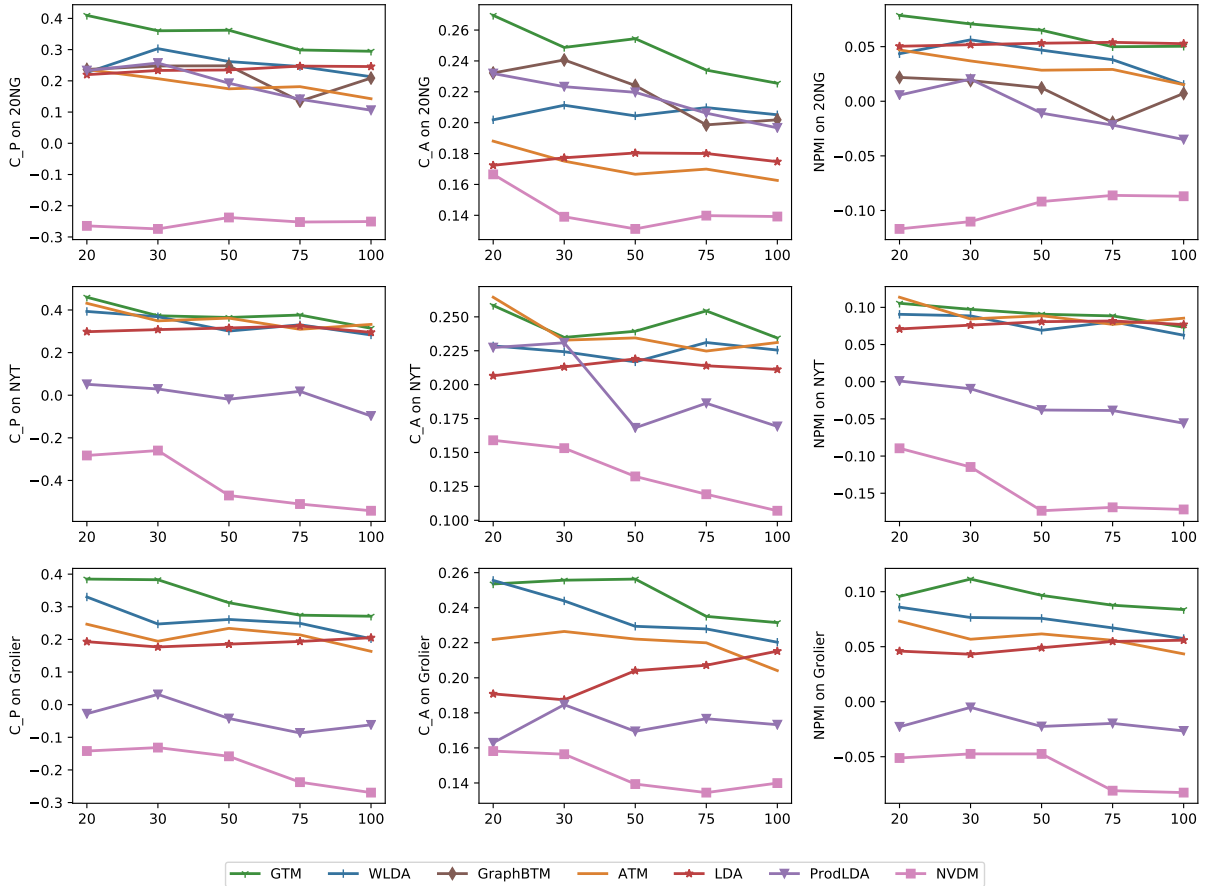 C_P on 20NG
0.4
0.3
0.2
0.1
0.0
−0.1
−0.2
−0.3
20 30 50 75 100
C_A on 20NG
0.26
0.24
0.22
0.20
0.18
0.16
0.14
20 30 50 75 100
NPMI on 20NG
0.05
0.00
−0.05
−0.10
20 30 50 75 100
C_P on NYT
0.4
0.2
0.0
−0.2
−0.4
20 30 50 75 100
C_A on NYT
0.250
0.225
0.200
0.175
0.150
0.125
0.100
20 30 50 75 100
NPMI on NYT
0.10
0.05
0.00
−0.05
−0.10
−0.15
20 30 50 75 100
C_P on Grolier
0.4
0.3
0.2
0.1
0.0
−0.1
−0.2
−0.3
20 30 50 75 100
C_A on Grolier
0.26
0.24
0.22
0.20
0.18
0.16
0.14
20 30 50 75 100
NPMI on Grolier
0.10
0.05
0.00
−0.05
20 30 50 75 100
GTM WLDA GraphBTM ATM LDA ProdLDA NVDM